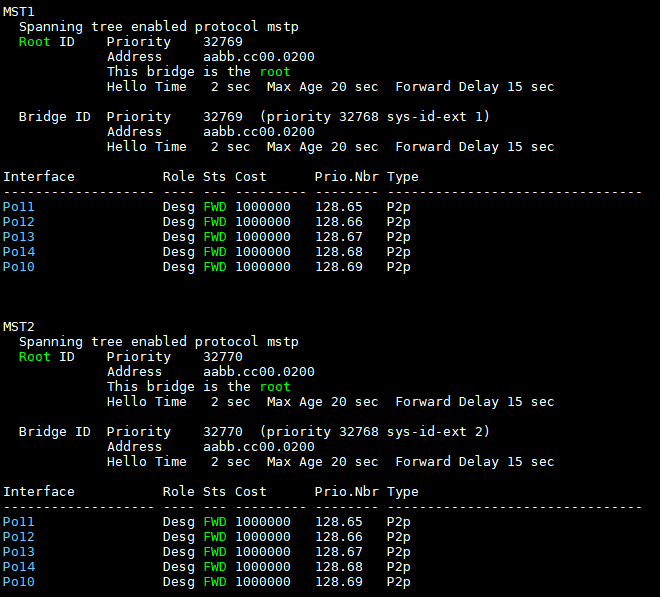 MST1
  Spanning tree enabled protocol mstp
  Root ID    Priority    32769
             Address     aabb.cc00.0200
             This bridge is the root
             Hello Time   2 sec  Max Age 20 sec  Forward Delay 15 sec

  Bridge ID  Priority    32769  (priority 32768 sys-id-ext 1)
             Address     aabb.cc00.0200
             Hello Time   2 sec  Max Age 20 sec  Forward Delay 15 sec

Interface           Role Sts Cost      Prio.Nbr Type
------------------- ---- --- --------- -------- --------------------------------
Po11                Desg FWD 1000000   128.65   P2p
Po12                Desg FWD 1000000   128.66   P2p
Po13                Desg FWD 1000000   128.67   P2p
Po14                Desg FWD 1000000   128.68   P2p
Po10                Desg FWD 1000000   128.69   P2p

MST2
  Spanning tree enabled protocol mstp
  Root ID    Priority    32770
             Address     aabb.cc00.0200
             This bridge is the root
             Hello Time   2 sec  Max Age 20 sec  Forward Delay 15 sec

  Bridge ID  Priority    32770  (priority 32768 sys-id-ext 2)
             Address     aabb.cc00.0200
             Hello Time   2 sec  Max Age 20 sec  Forward Delay 15 sec

Interface           Role Sts Cost      Prio.Nbr Type
------------------- ---- --- --------- -------- --------------------------------
Po11                Desg FWD 1000000   128.65   P2p
Po12                Desg FWD 1000000   128.66   P2p
Po13                Desg FWD 1000000   128.67   P2p
Po14                Desg FWD 1000000   128.68   P2p
Po10                Desg FWD 1000000   128.69   P2p